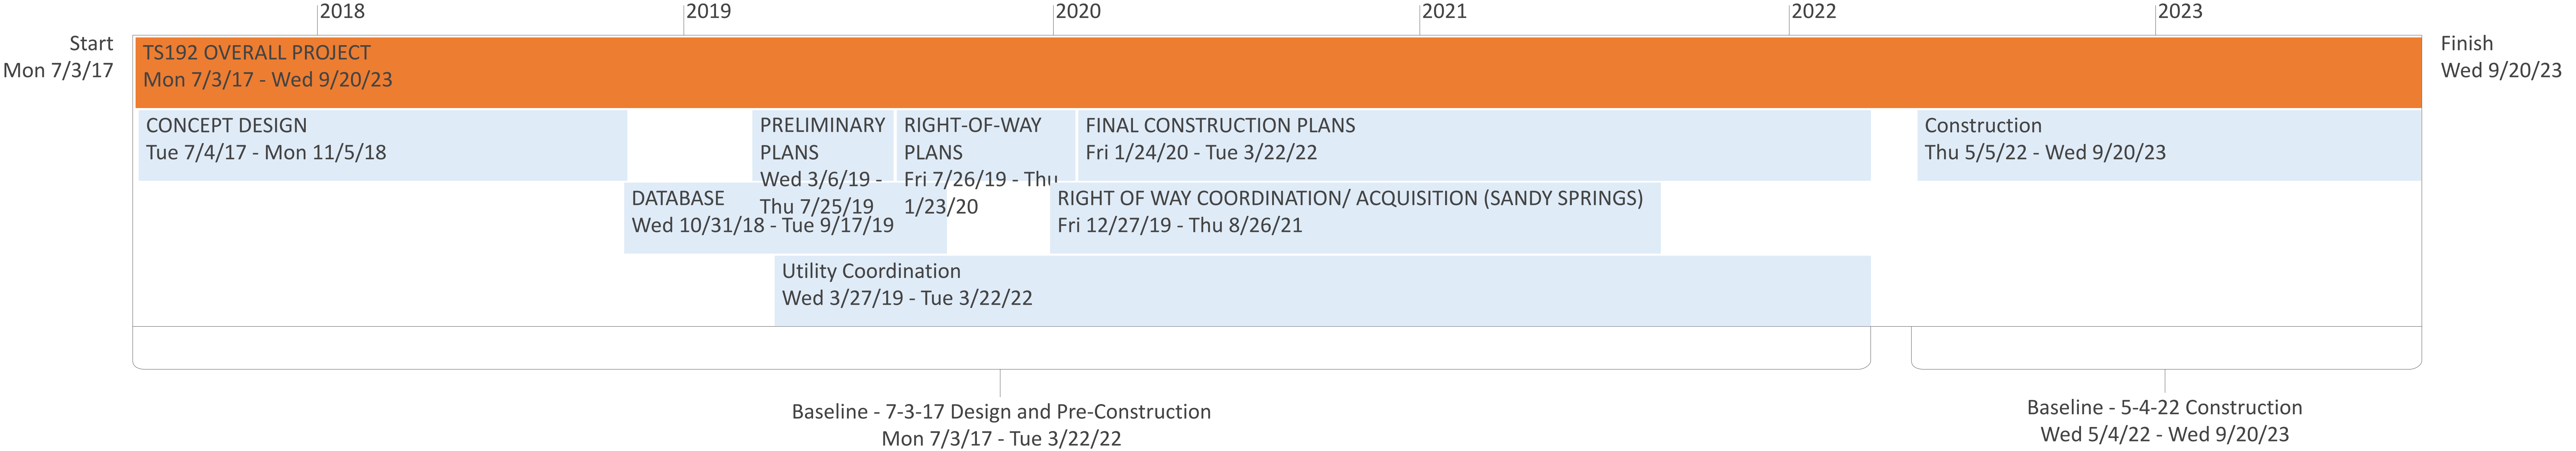 2018
2019
2020
2021
2022
2023
Start
Mon 7/3/17
TS192 OVERALL PROJECT
Mon 7/3/17 - Wed 9/20/23
Finish
Wed 9/20/23
CONCEPT DESIGN
Tue 7/4/17 - Mon 11/5/18
PRELIMINARY
PLANS
Wed 3/6/19 -
Thu 7/25/19
RIGHT-OF-WAY
PLANS
Fri 7/26/19 - Thu
1/23/20
FINAL CONSTRUCTION PLANS
Fri 1/24/20 - Tue 3/22/22
Construction
Thu 5/5/22 - Wed 9/20/23
DATABASE
Wed 10/31/18 - Tue 9/17/19
RIGHT OF WAY COORDINATION/ ACQUISITION (SANDY SPRINGS)
Fri 12/27/19 - Thu 8/26/21
Utility Coordination
Wed 3/27/19 - Tue 3/22/22
Baseline - 7-3-17 Design and Pre-Construction
Mon 7/3/17 - Tue 3/22/22
Baseline - 5-4-22 Construction
Wed 5/4/22 - Wed 9/20/23